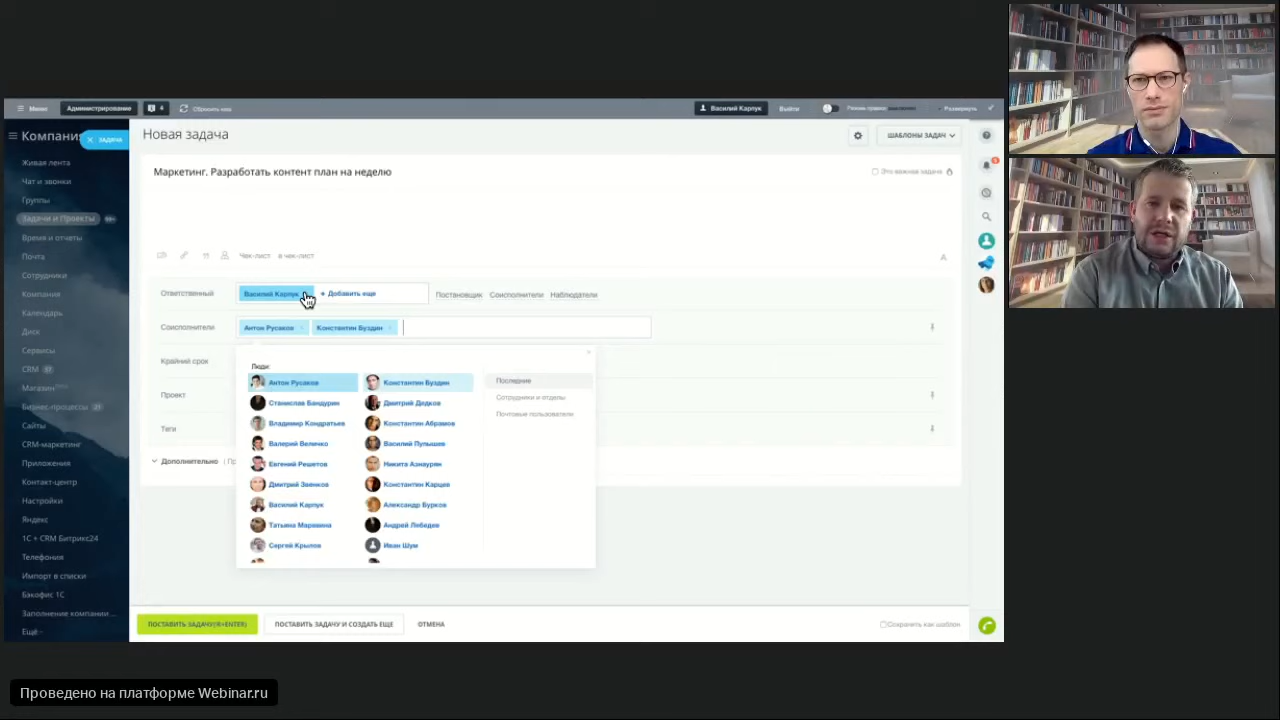 Меню
Администрирование
4
Сбросить кеш
Василий Карпук
Выйти
Развернуть
Компания
ЗАДАЧА
Живая лента
Чат и звонки
Группы
Задачи и Проекты 99+
Время и отчеты
Почта
Сотрудники
Компания
Календарь
Диск
Сервисы
CRM
Магазин
Бизнес-процессы 21
Сайты
CRM-маркетинг
Приложения
Контакт-центр
Настройки
Яндекс
1С + CRM Битрикс24
Телефония
Импорт в списки
Бэкофис 1С
Заполнение компании...
Ещё
Новая задача
ШАБЛОНЫ ЗАДАЧ
Маркетинг. Разработать контент план на неделю
Это важная задача
Чек-лист
в чек-лист
Ответственный
Василий Карпук
+ Добавить еще
Постановщик
Соисполнители
Наблюдатели
Соисполнители
Антон Русаков
Константин Буздин
Крайний срок
Проект
Теги
Дополнительно
Люди
Антон Русаков
Константин Буздин
Станислав Бандурин
Дмитрий Дедков
Владимир Кондратьев
Константин Абрамов
Валерий Величко
Василий Пупышев
Евгений Решетов
Никита Азнаурян
Дмитрий Звенков
Константин Карцев
Василий Карпук
Александр Бурков
Татьяна Маравина
Андрей Лебедев
Сергей Крылов
Иван Шум
Последние
Сотрудники и отделы
Почтовые пользователи
ПОСТАВИТЬ ЗАДАЧУ
ПОСТАВИТЬ ЗАДАЧУ И СОЗДАТЬ ЕЩЕ
ОТМЕНА
Сохранить как шаблон
Проведено на платформе Webinar.ru